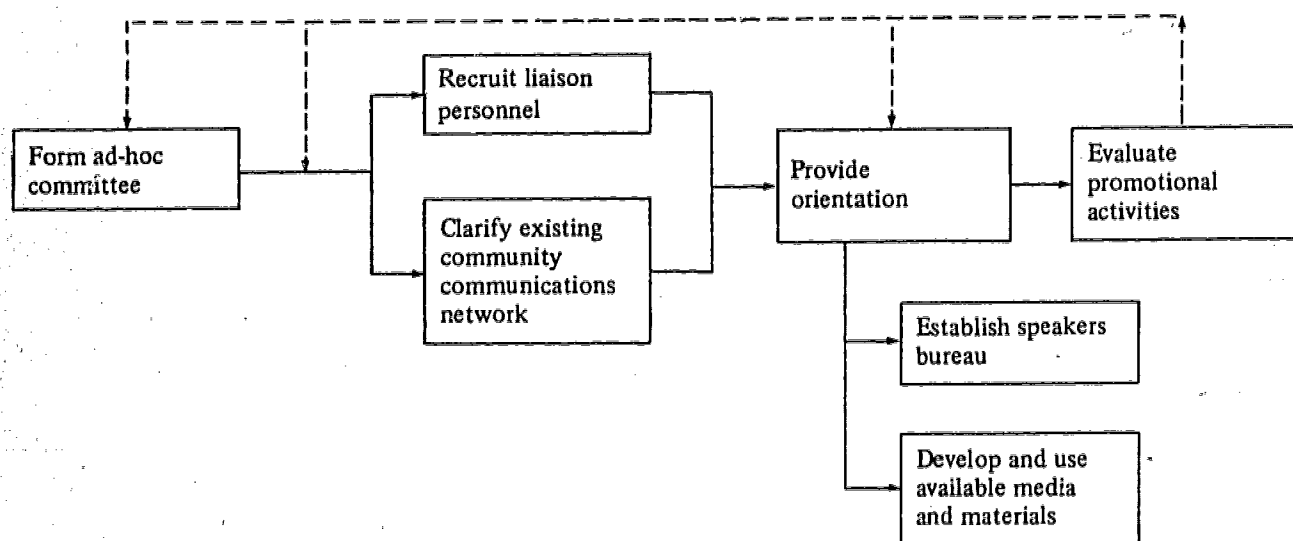 Form ad-hoc
committee
Recruit liaison
personnel
Clarify existing
community
communications
network
Provide
orientation
Evaluate
promotional
activities
Establish speakers
bureau
Develop and use
available media
and materials